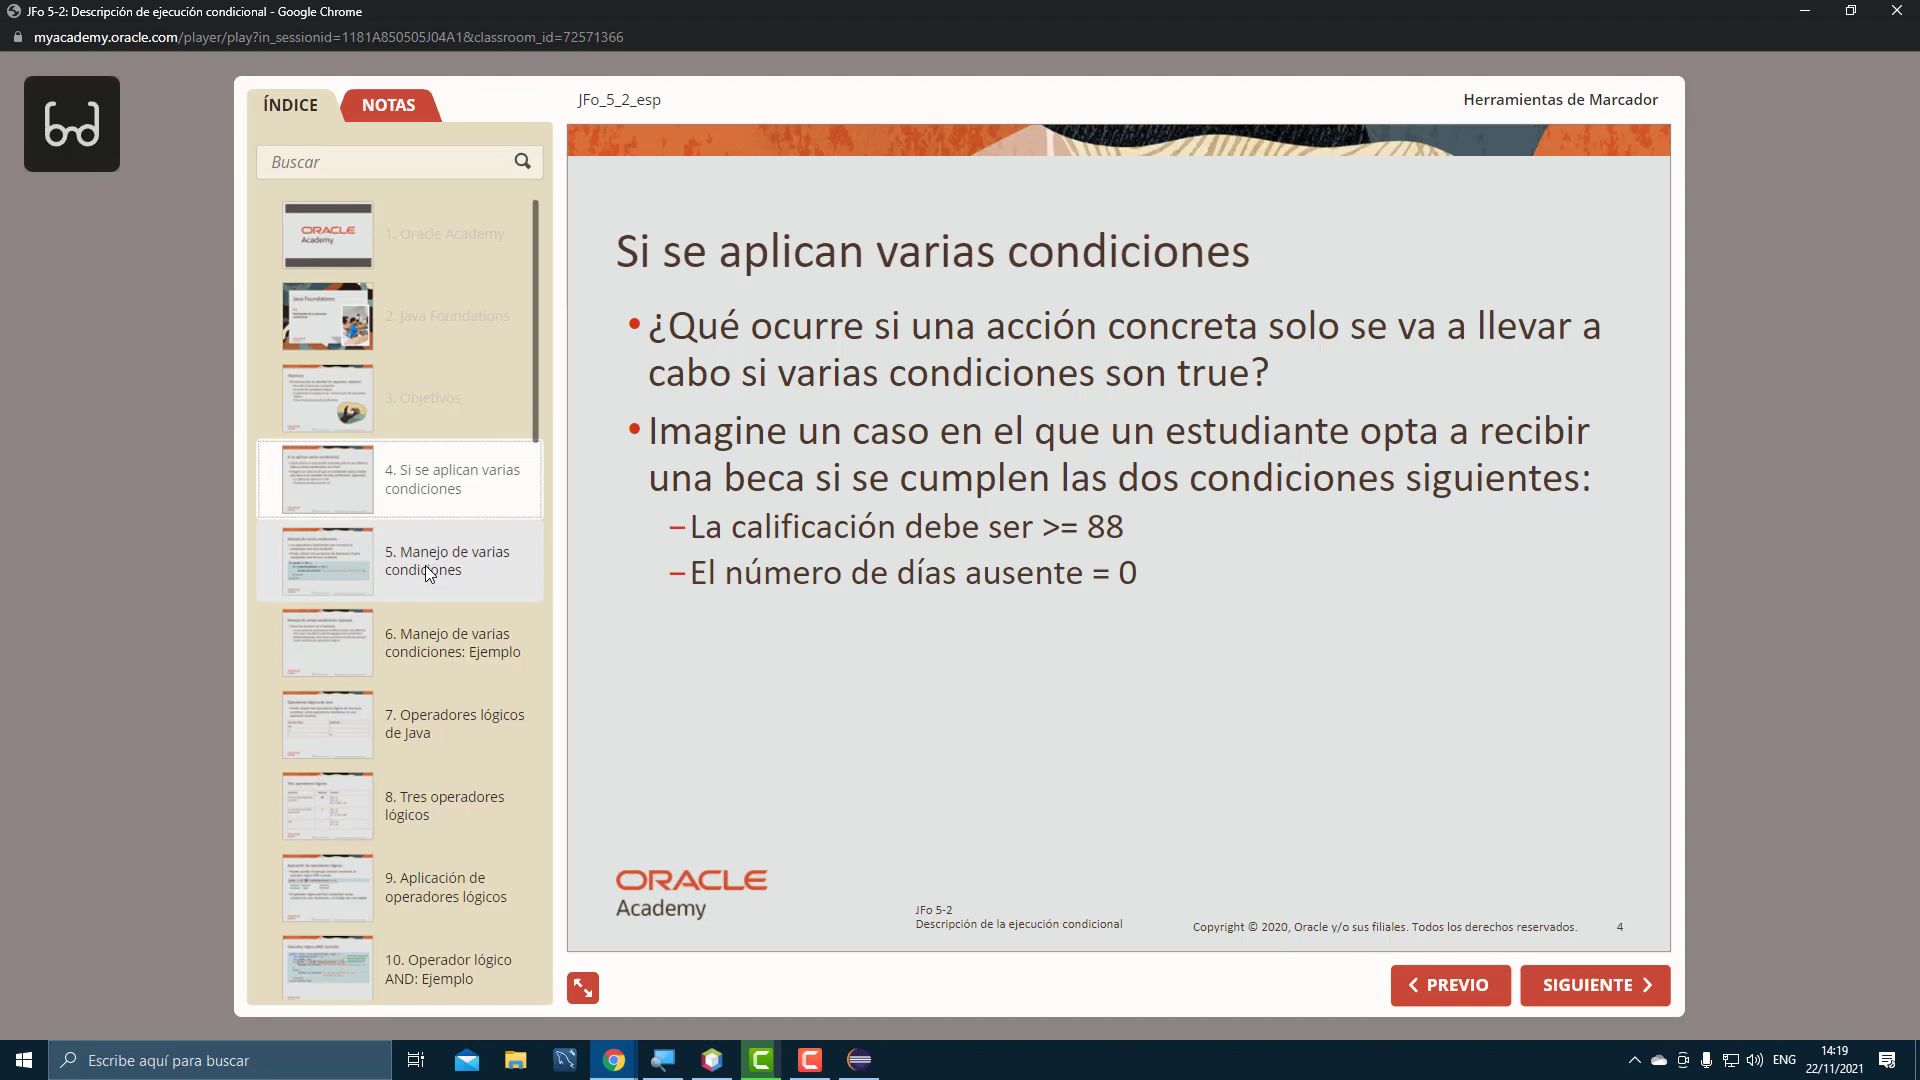 JFo 5-2: Descripción de ejecución condicional - Google Chrome
myacademy.oracle.com/player/play?in_sessionid=1181A850505J04A1&classroom_id=72571366
ÍNDICE
NOTAS
JFo_5_2_esp
Herramientas de Marcador
Buscar
ORACLE
Academy
1. Oracle Academy
Java Foundations
2. Java Foundations
Objetivos
3. Objetivos
4. Si se aplican varias
condiciones
5. Manejo de varias
condiciones
6. Manejo de varias
condiciones: Ejemplo
7. Operadores lógicos
de Java
8. Tres operadores
lógicos
9. Aplicación de
operadores lógicos
10. Operador lógico
AND: Ejemplo
Si se aplican varias condiciones
•¿Qué ocurre si una acción concreta solo se va a llevar a
cabo si varias condiciones son true?
•Imagine un caso en el que un estudiante opta a recibir
una beca si se cumplen las dos condiciones siguientes:
–La calificación debe ser >= 88
–El número de días ausente = 0
ORACLE
Academy
JFo 5-2
Descripción de la ejecución condicional
Copyright © 2020, Oracle y/o sus filiales. Todos los derechos reservados.
4
PREVIO
SIGUIENTE
Escribe aquí para buscar
ENG
14:19
22/11/2021